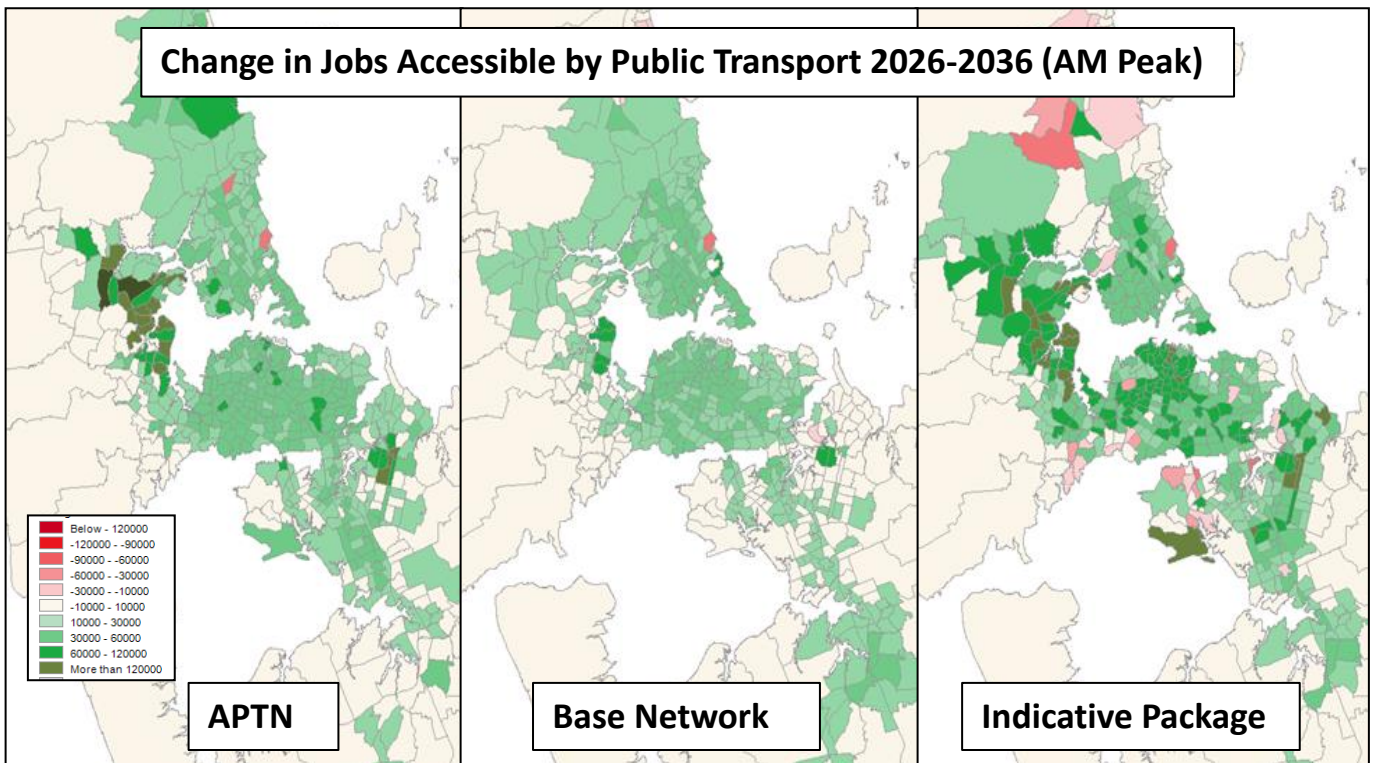 Change in Jobs Accessible by Public Transport 2026-2036 (AM Peak)
Below - 120000
-120000 - -90000
-90000 - -60000
-60000 - -30000
-30000 - -10000
-10000 - 10000
10000 - 30000
30000 - 60000
60000 - 120000
More than 120000
APTN
Base Network
Indicative Package